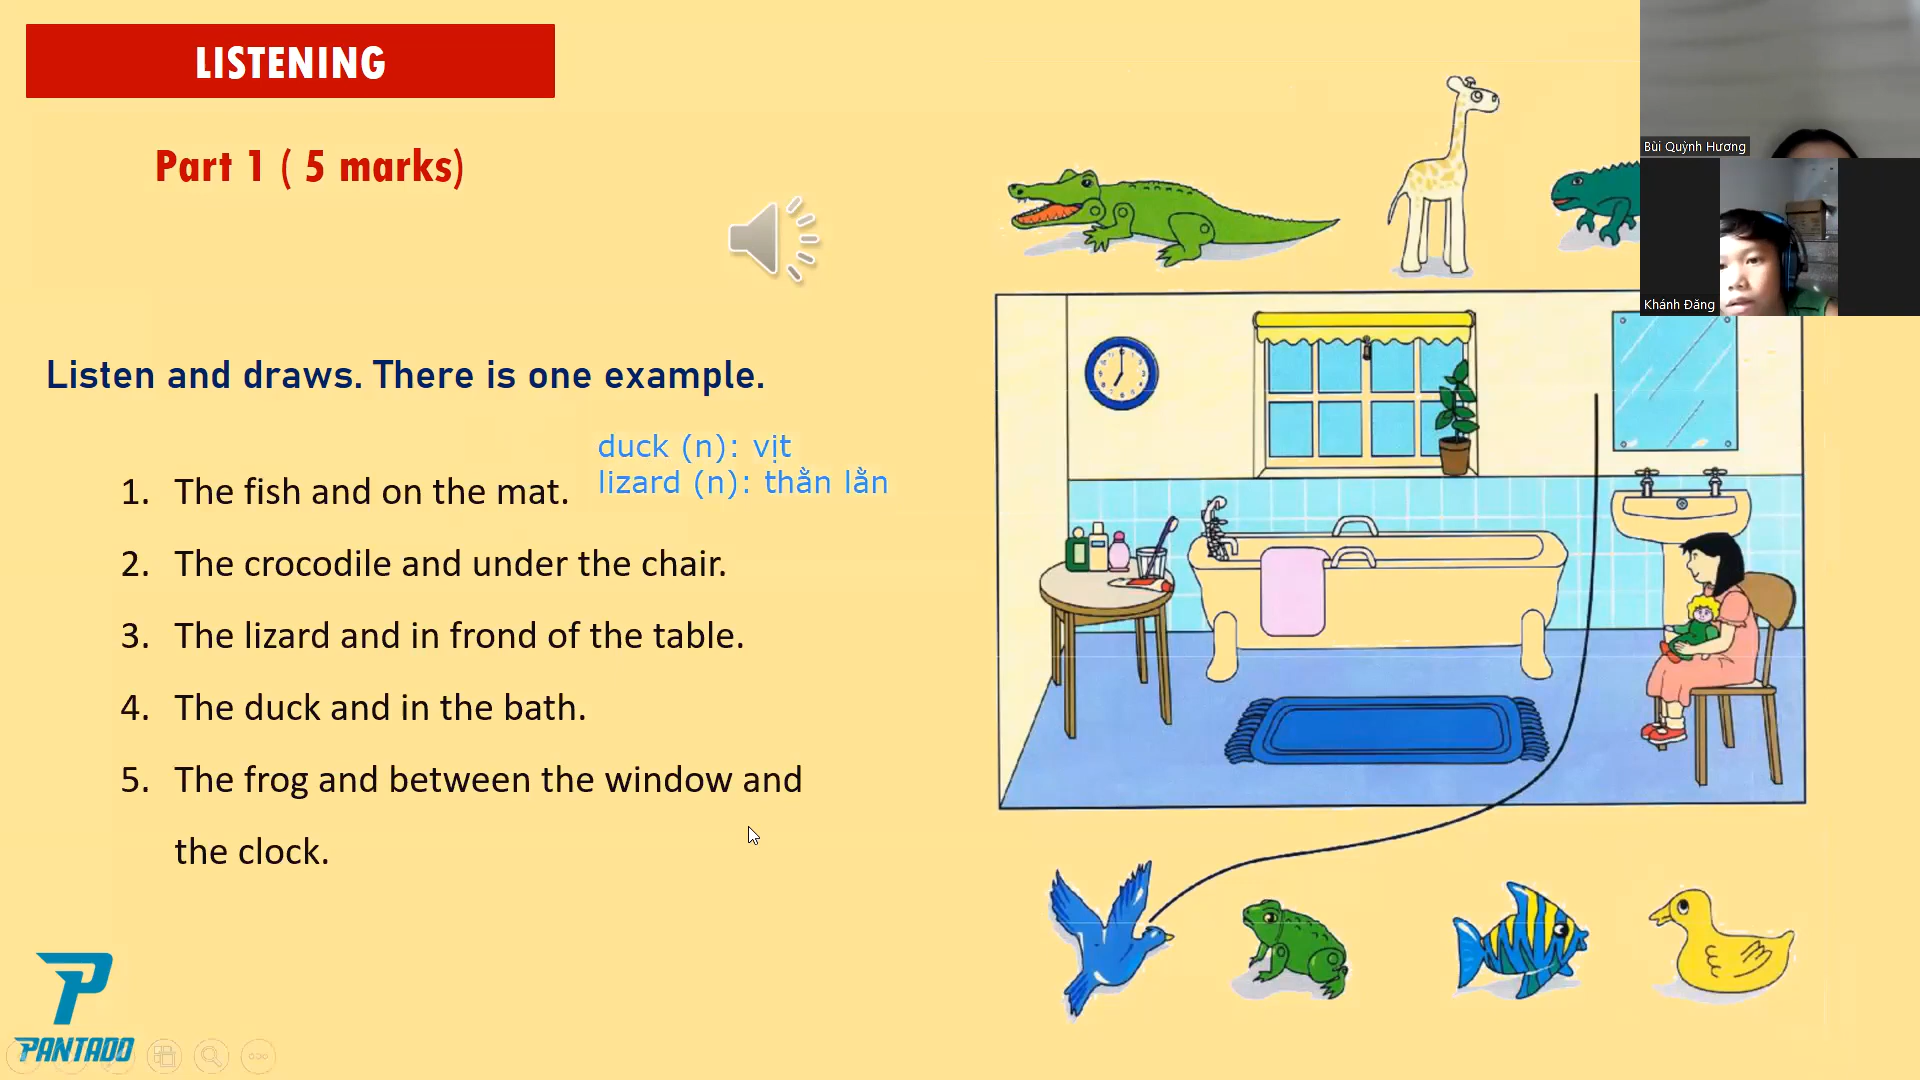 LISTENING
Part 1 ( 5 marks)
Listen and draws. There is one example.
duck (n): vịt
lizard (n): thằn lằn
1. The fish and on the mat.
2. The crocodile and under the chair.
3. The lizard and in frond of the table.
4. The duck and in the bath.
5. The frog and between the window and
the clock.
PANTADO
Bùi Quỳnh Hương
Khánh Đăng